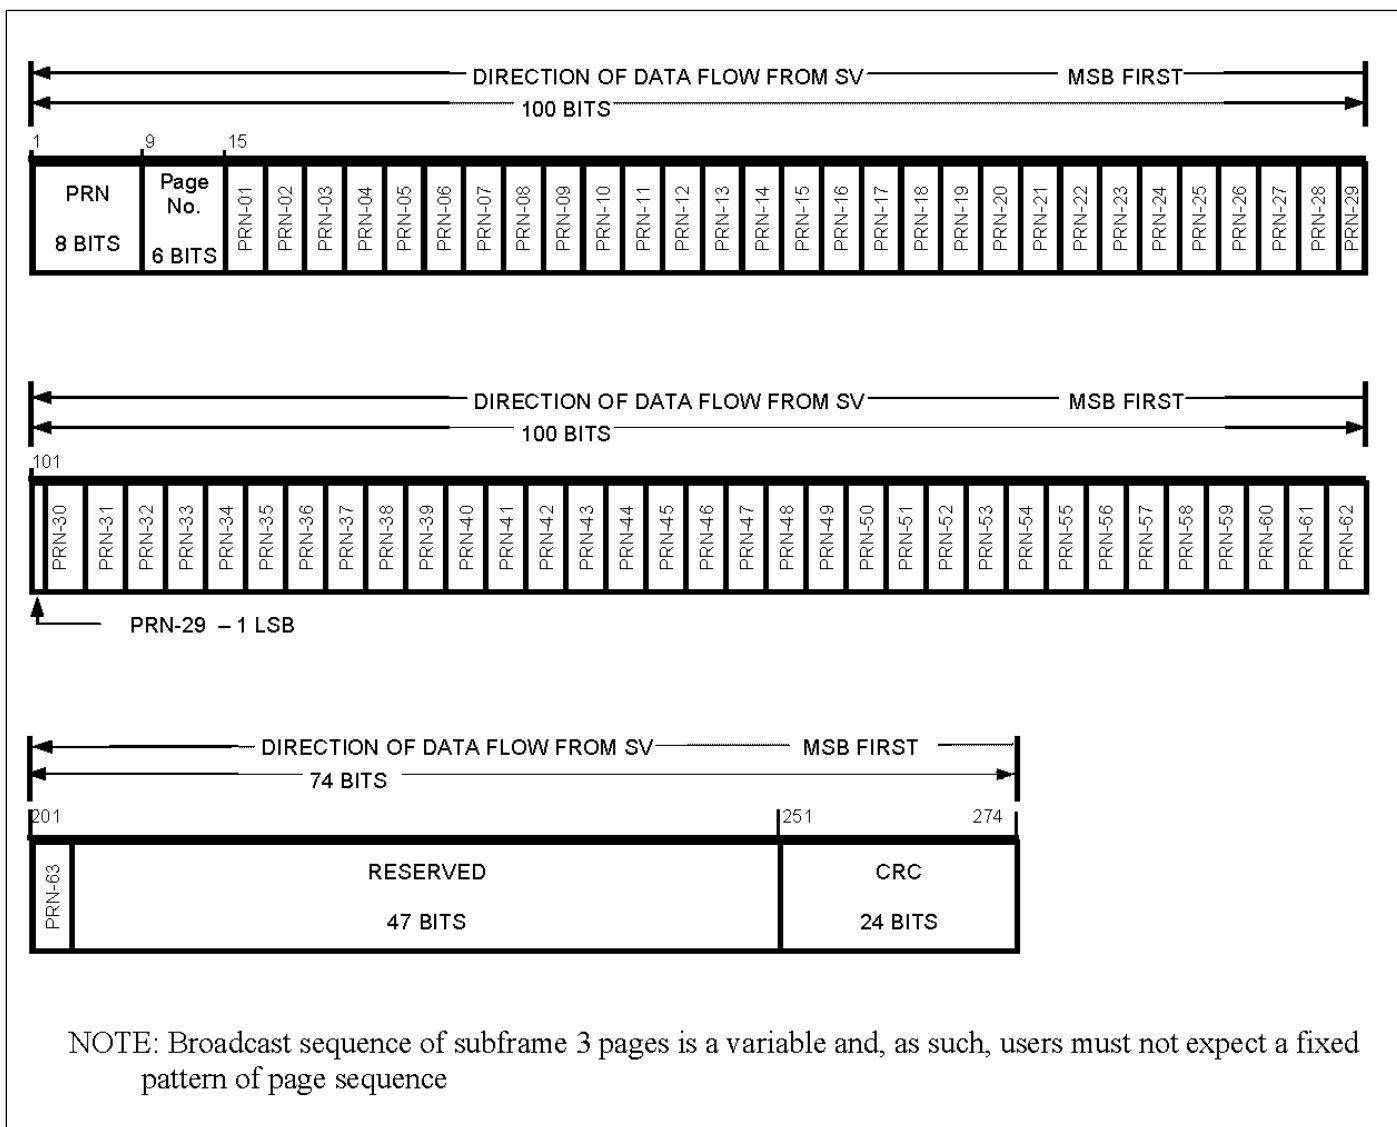 DIRECTION OF DATA FLOW FROM SV MSB FIRST
100 BITS
1 9 15
PRN
8 BITS
Page
No.
6 BITS
PRN-01
PRN-02
PRN-03
PRN-04
PRN-05
PRN-06
PRN-07
PRN-08
PRN-09
PRN-10
PRN-11
PRN-12
PRN-13
PRN-14
PRN-15
PRN-16
PRN-17
PRN-18
PRN-19
PRN-20
PRN-21
PRN-22
PRN-23
PRN-24
PRN-25
PRN-26
PRN-27
PRN-28
PRN-29
DIRECTION OF DATA FLOW FROM SV MSB FIRST
100 BITS
101
PRN-30
PRN-31
PRN-32
PRN-33
PRN-34
PRN-35
PRN-36
PRN-37
PRN-38
PRN-39
PRN-40
PRN-41
PRN-42
PRN-43
PRN-44
PRN-45
PRN-46
PRN-47
PRN-48
PRN-49
PRN-50
PRN-51
PRN-52
PRN-53
PRN-54
PRN-55
PRN-56
PRN-57
PRN-58
PRN-59
PRN-60
PRN-61
PRN-62
PRN-29 – 1 LSB
DIRECTION OF DATA FLOW FROM SV MSB FIRST
74 BITS
201 251 274
PRN-63
RESERVED
47 BITS
CRC
24 BITS
NOTE: Broadcast sequence of subframe 3 pages is a variable and, as such, users must not expect a fixed
pattern of page sequence